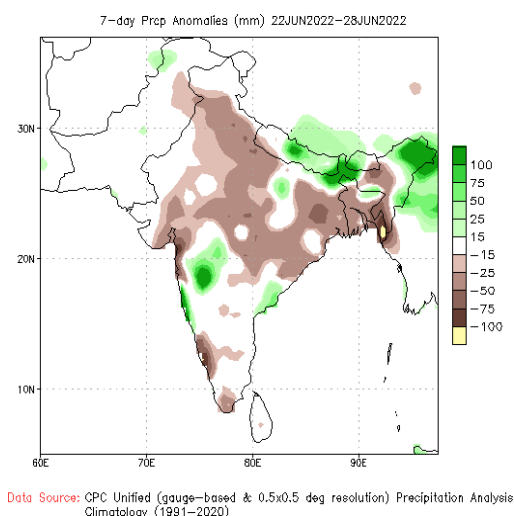 7-day Prcp Anomalies (mm) 22JUN2022-28JUN2022
30N
20N
10N
60E 70E 80E 90E
100
75
50
25
15
-15
-25
-50
-75
-100
Data Source: CPC Unified (gauge-based & 0.5x0.5 deg resolution) Precipitation Analysis
Climatology (1991-2020)